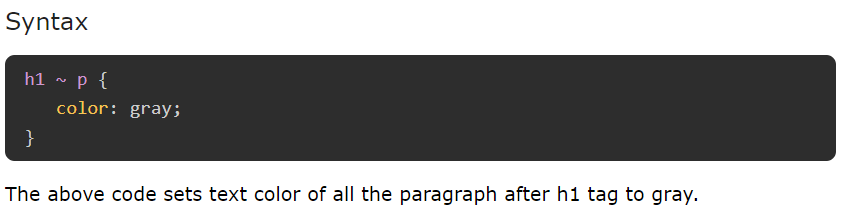 Syntax
h1 ~ p {
color: gray;
}
The above code sets text color of all the paragraph after h1 tag to gray.